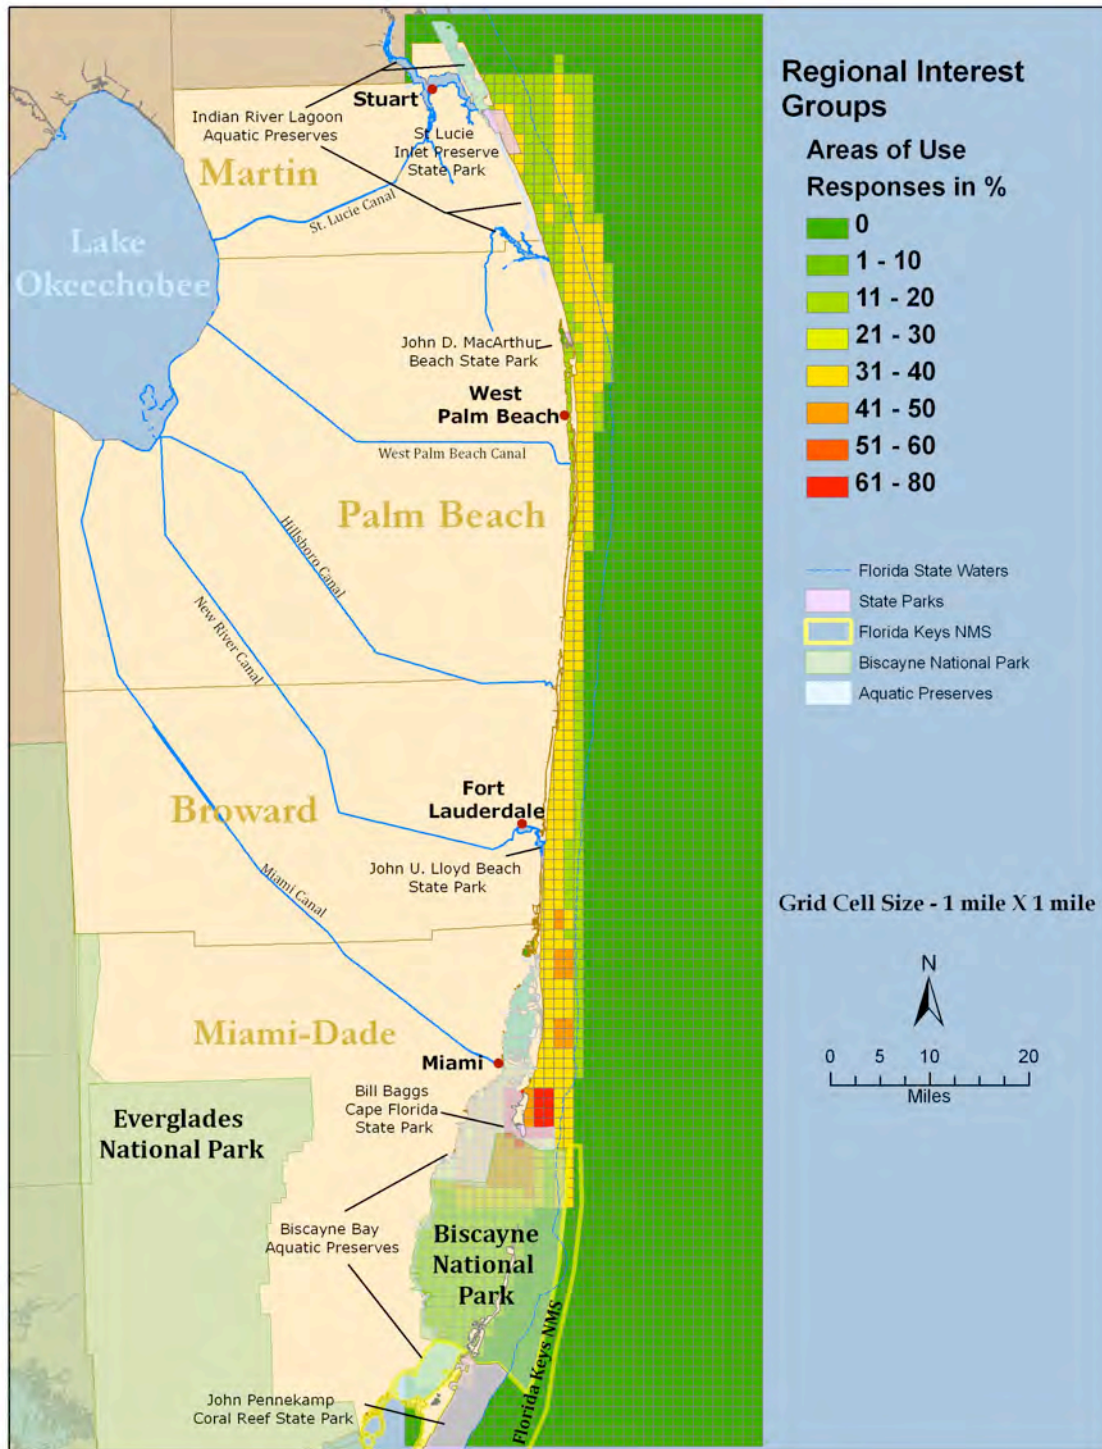 Regional Interest
Groups
Areas of Use
Responses in %
0
1 - 10
11 - 20
21 - 30
31 - 40
41 - 50
51 - 60
61 - 80
Florida State Waters
State Parks
Florida Keys NMS
Biscayne National Park
Aquatic Preserves
Grid Cell Size - 1 mile X 1 mile
N
0 5 10 20
Miles
Stuart
Indian River Lagoon
Aquatic Preserves
St Lucie
Inlet Preserve
State Park
Martin
St. Lucie Canal
Lake
Okeechobee
John D. MacArthur
Beach State Park
West
Palm Beach
West Palm Beach Canal
Palm Beach
Hillsboro Canal
New River Canal
Fort
Lauderdale
Broward
John U. Lloyd Beach
State Park
Miami Canal
Miami-Dade
Miami
Bill Baggs
Cape Florida
State Park
Everglades
National Park
Biscayne Bay
Aquatic Preserves
Biscayne
National
Park
Florida Keys NMS
John Pennekamp
Coral Reef State Park